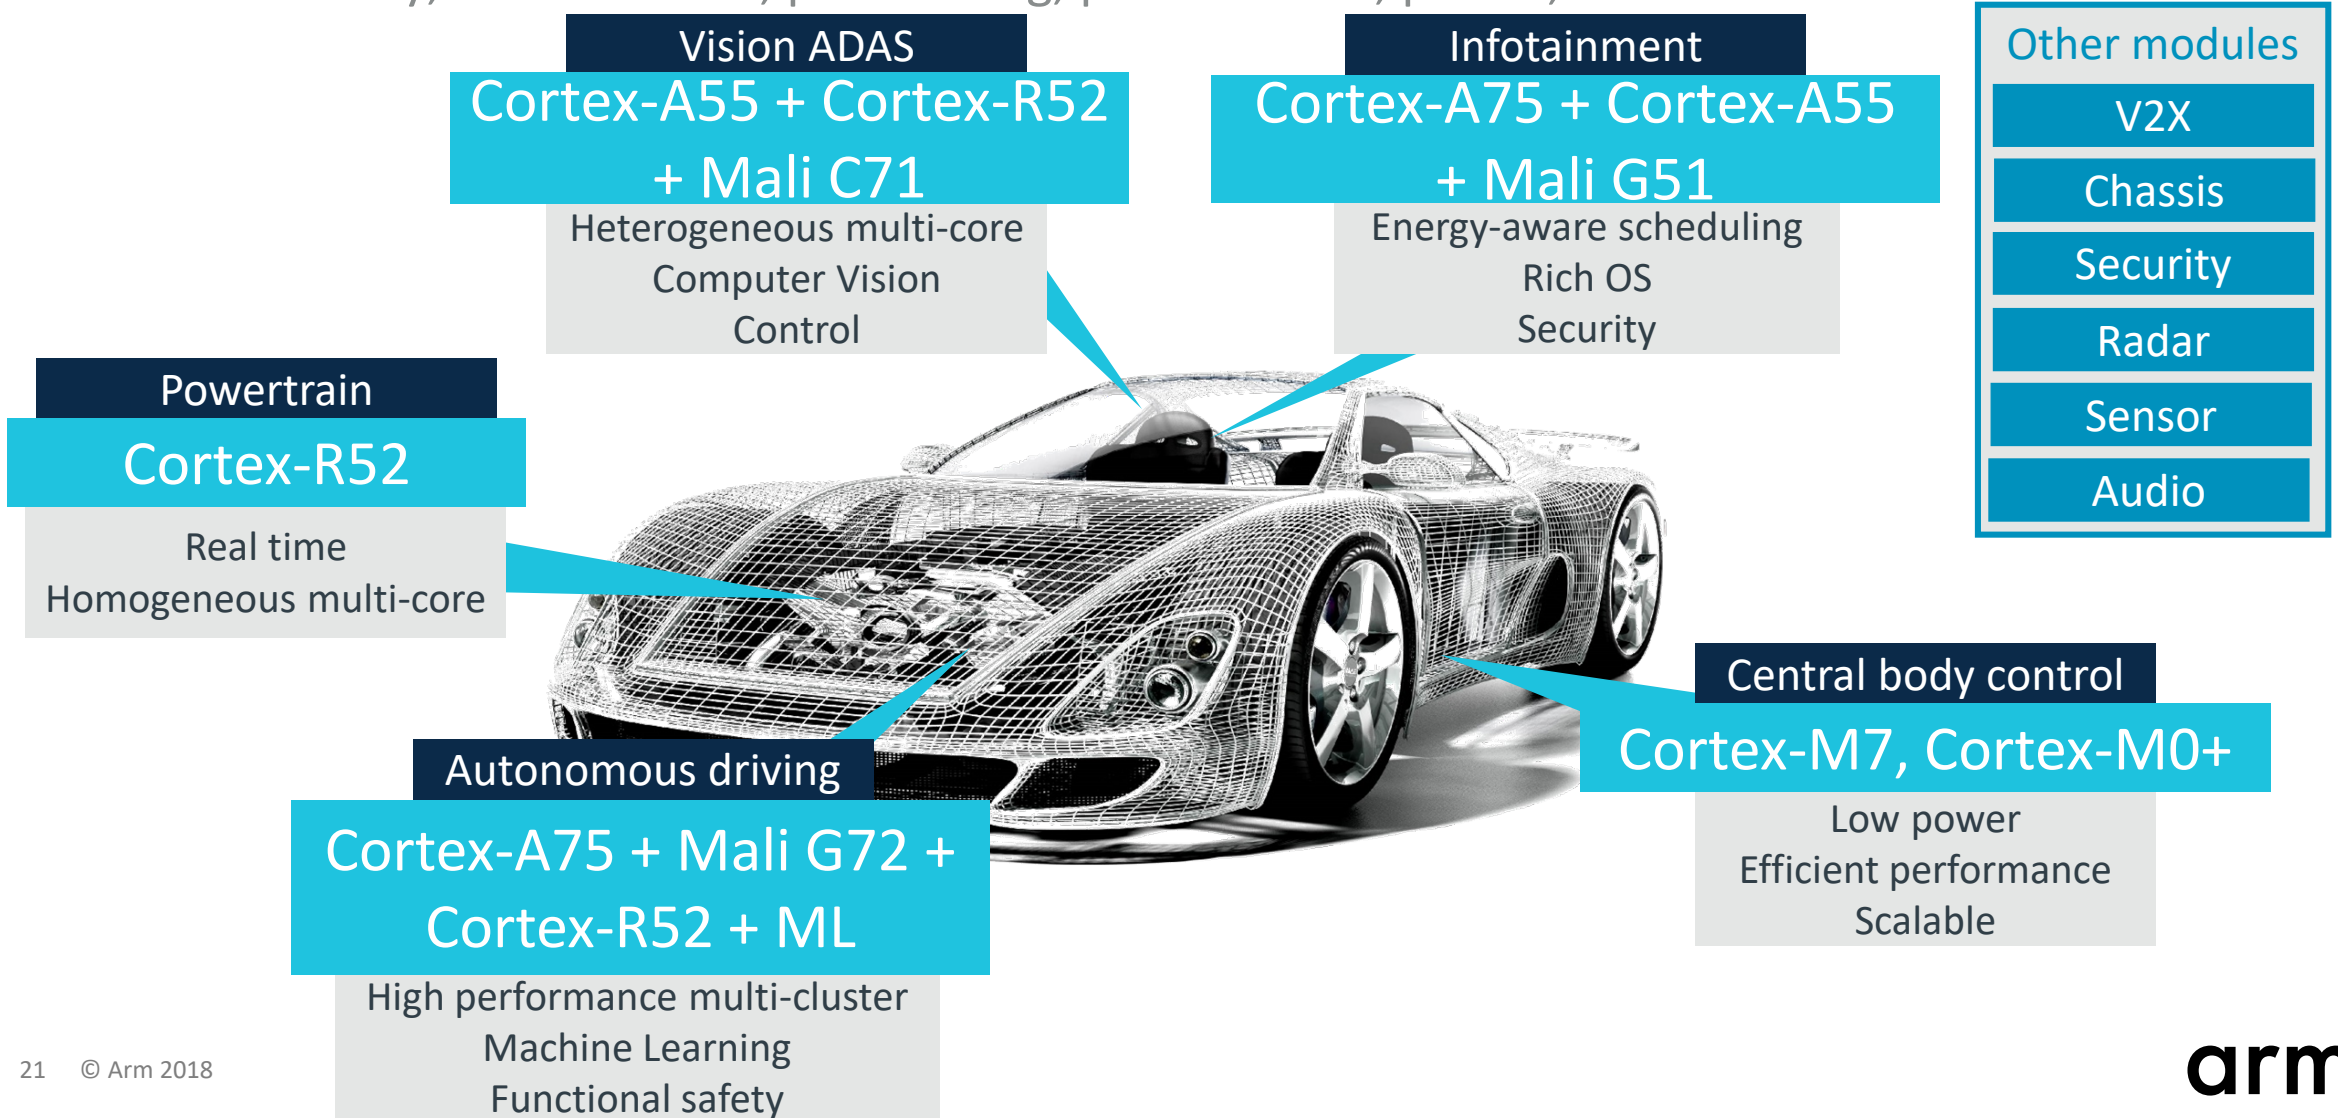 Vision ADAS
Cortex-A55 + Cortex-R52
+ Mali C71
Heterogeneous multi-core
Computer Vision
Control
Infotainment
Cortex-A75 + Cortex-A55
+ Mali G51
Energy-aware scheduling
Rich OS
Security
Other modules
V2X
Chassis
Security
Radar
Sensor
Audio
Powertrain
Cortex-R52
Real time
Homogeneous multi-core
Autonomous driving
Cortex-A75 + Mali G72 +
Cortex-R52 + ML
High performance multi-cluster
Machine Learning
Functional safety
Central body control
Cortex-M7, Cortex-M0+
Low power
Efficient performance
Scalable
21 © Arm 2018
arm